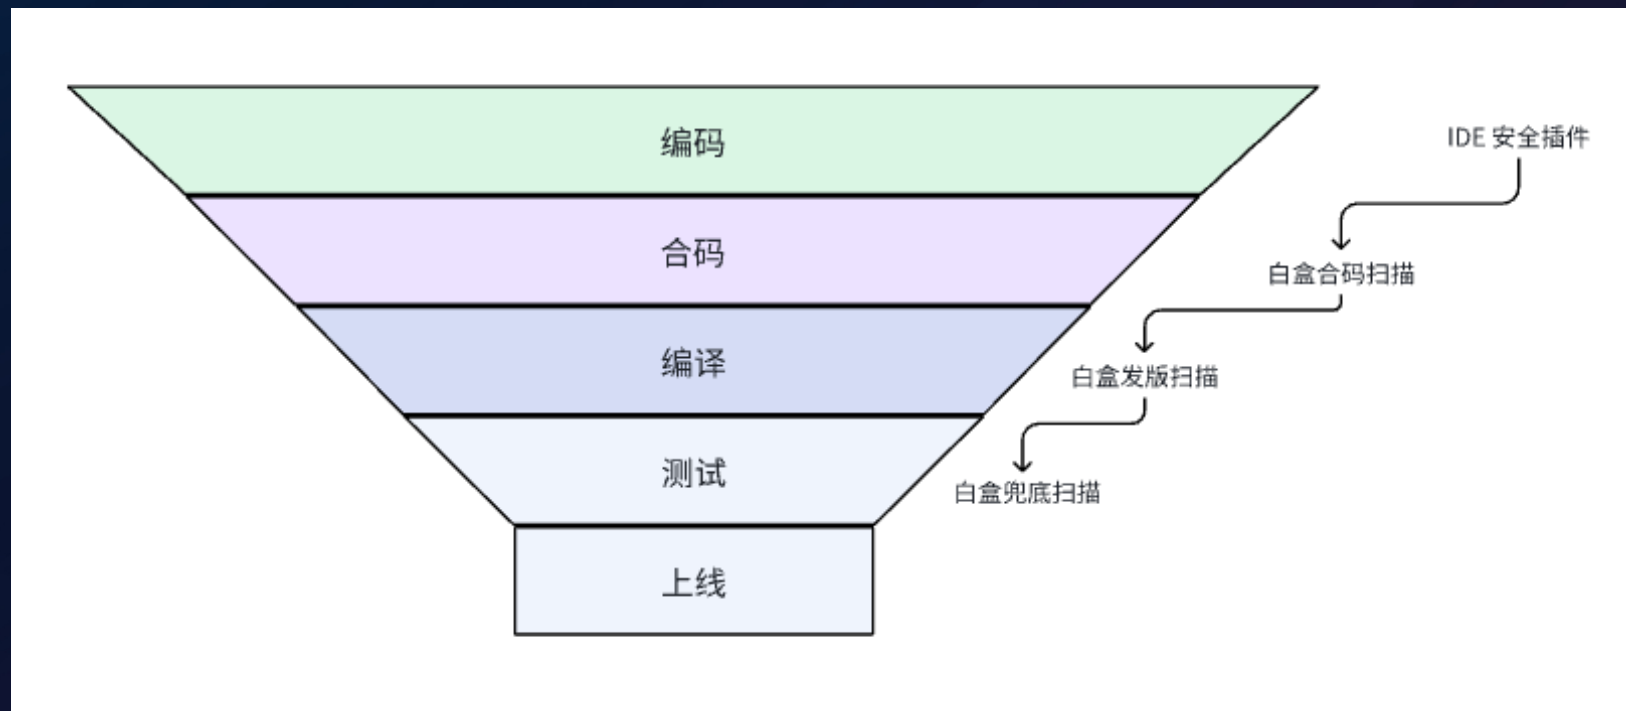 编码
IDE 安全插件
合码
白盒合码扫描
编译
白盒发版扫描
测试
白盒兜底扫描
上线